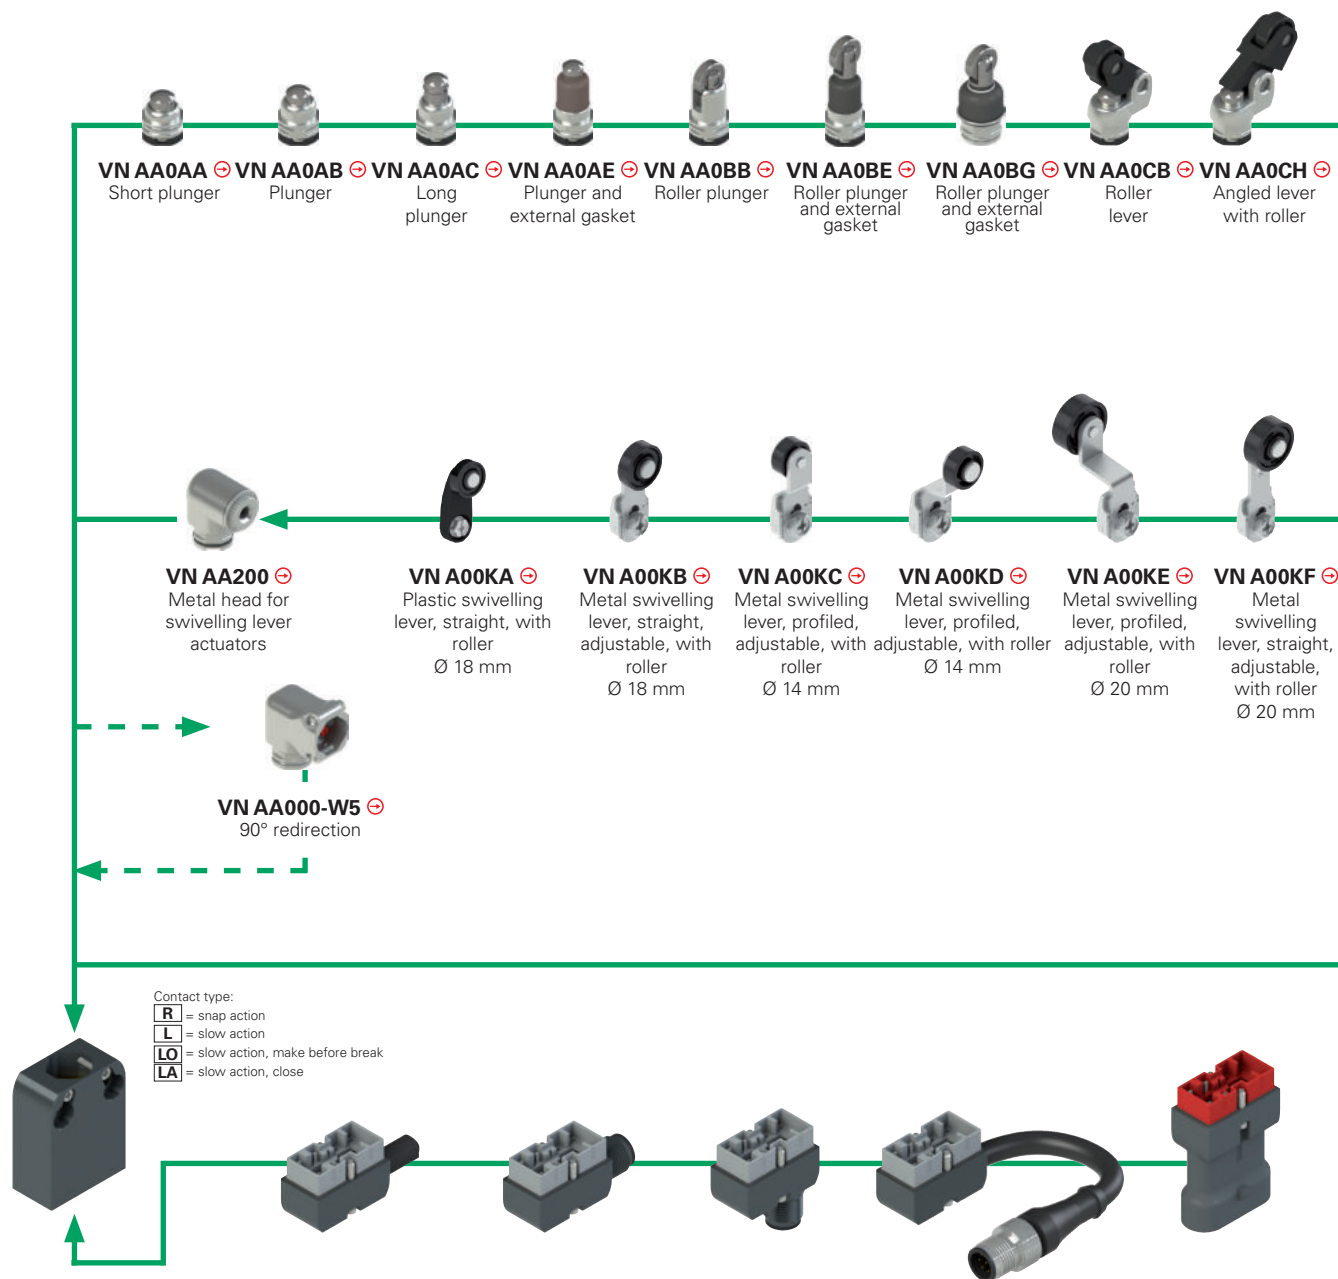 VN AA0AA
Short plunger
VN AA0AB
Plunger
VN AA0AC
Long
plunger
VN AA0AE
Plunger and
external gasket
VN AA0BB
Roller plunger
VN AA0BE
Roller plunger
and external
gasket
VN AA0BG
Roller plunger
and external
gasket
VN AA0CB
Roller
lever
VN AA0CH
Angled lever
with roller
VN AA200
Metal head for
swivelling lever
actuators
VN A00KA
Plastic swivelling
lever, straight, with
roller
Ø 18 mm
VN A00KB
Metal swivelling
lever, straight,
adjustable, with
roller
Ø 18 mm
VN A00KC
Metal swivelling
lever, profiled,
adjustable, with
roller
Ø 14 mm
VN A00KD
Metal swivelling
lever, profiled,
adjustable, with roller
Ø 14 mm
VN A00KE
Metal swivelling
lever, profiled,
adjustable, with
roller
Ø 20 mm
VN A00KF
Metal
swivelling
lever, straight,
adjustable,
with roller
Ø 20 mm
VN AA000-W5
90° redirection
Contact type:
R = snap action
L = slow action
LO = slow action, make before break
LA = slow action, close